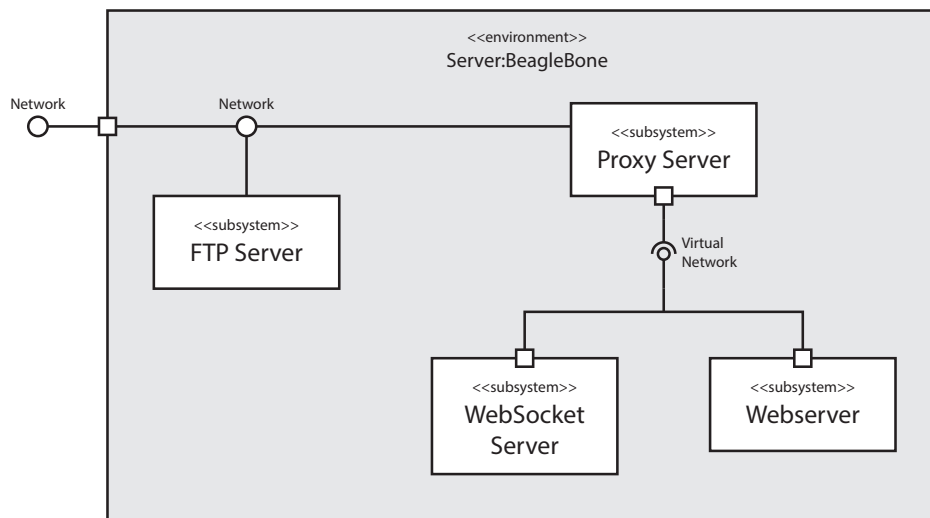 <<environment>>
Server:BeagleBone
Network
Network
<<subsystem>>
Proxy Server
<<subsystem>>
FTP Server
Virtual
Network
<<subsystem>>
WebSocket
Server
<<subsystem>>
Webserver